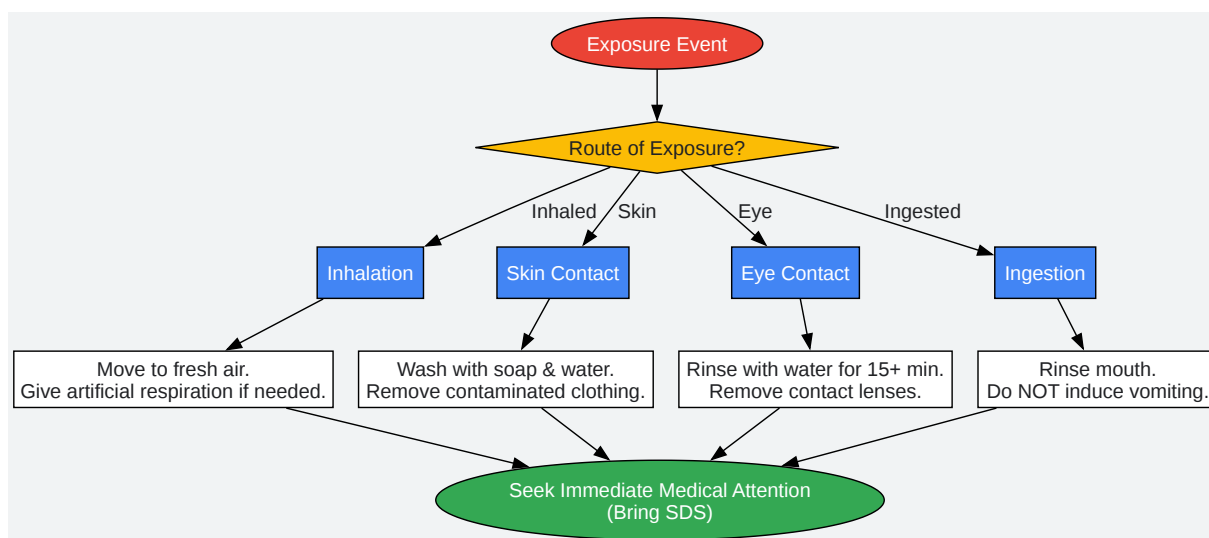 Exposure Event
Route of Exposure?
Inhaled
Skin
Eye
Ingested
Inhalation
Skin Contact
Eye Contact
Ingestion
Move to fresh air.
Give artificial respiration if needed.
Wash with soap & water.
Remove contaminated clothing.
Rinse with water for 15+ min.
Remove contact lenses.
Rinse mouth.
Do NOT induce vomiting.
Seek Immediate Medical Attention
(Bring SDS)